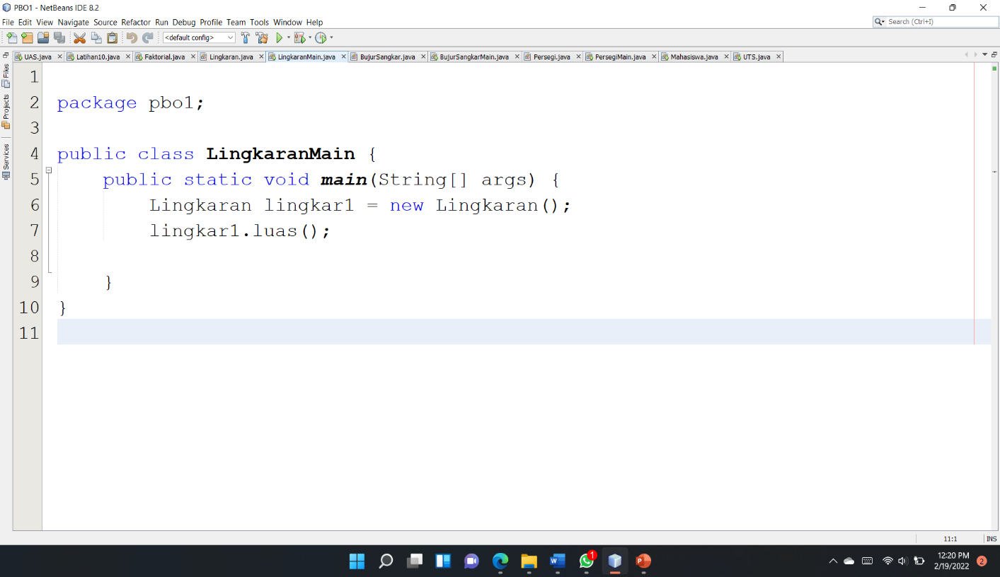 PBO1 - NetBeans IDE 8.2
File Edit View Navigate Source Refactor Run Debug Profile Team Tools Window Help
Search (Ctrl+I)
<default config>
UAS.java Latihan10.java Faktorial.java Lingkaran.java LingkaranMain.java BujurSangkar.java BujurSangkarMain.java Persegi.java PersegiMain.java Mahasiswa.java UTS.java
Files
Projects
Services
1
2 package pbo1;
3
4 public class LingkaranMain {
5 public static void main(String[] args) {
6 Lingkaran lingkar1 = new Lingkaran();
7 lingkar1.luas();
8
9 }
10 }
11
11:1 INS
W
1
P
12:20 PM
2/19/2022
2